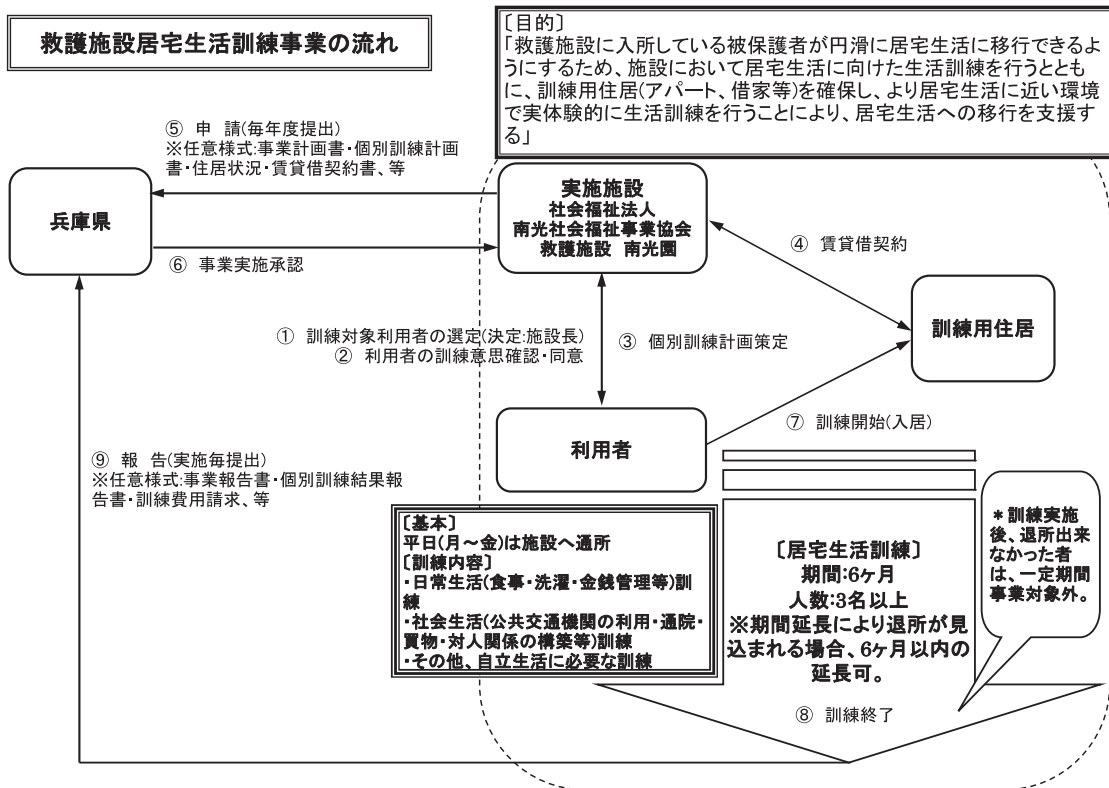 救護施設居宅生活訓練事業の流れ
〔目的〕
「救護施設に入所している被保護者が円滑に居宅生活に移行できるよ
うにするため、施設において居宅生活に向けた生活訓練を行うととも
に、訓練用住居(アパート、借家等)を確保し、より居宅生活に近い環境
で実体験的に生活訓練を行うことにより、居宅生活への移行を支援す
る」
⑤ 申 請(毎年度提出)
※任意様式:事業計画書・個別訓練計画
書・住居状況・賃貸借契約書、等
兵庫県
実施施設
社会福祉法人
南光社会福祉事業協会
救護施設 南光園
⑥ 事業実施承認
④ 賃貸借契約
訓練用住居
① 訓練対象利用者の選定(決定:施設長)
② 利用者の訓練意思確認・同意
③ 個別訓練計画策定
利用者
⑦ 訓練開始(入居)
⑨ 報 告(実施毎提出)
※任意様式:事業報告書・個別訓練結果報
告書・訓練費用請求、等
〔基本〕
平日(月～金)は施設へ通所
〔訓練内容〕
・日常生活(食事・洗濯・金銭管理等)訓
練
・社会生活(公共交通機関の利用・通院・
買物・対人関係の構築等)訓練
・その他、自立生活に必要な訓練
〔居宅生活訓練〕
期間:6ヶ月
人数:3名以上
※期間延長により退所が見
込まれる場合、6ヶ月以内の
延長可。
＊訓練実施
後、退所出来
なかった者
は、一定期間
事業対象外。
⑧ 訓練終了